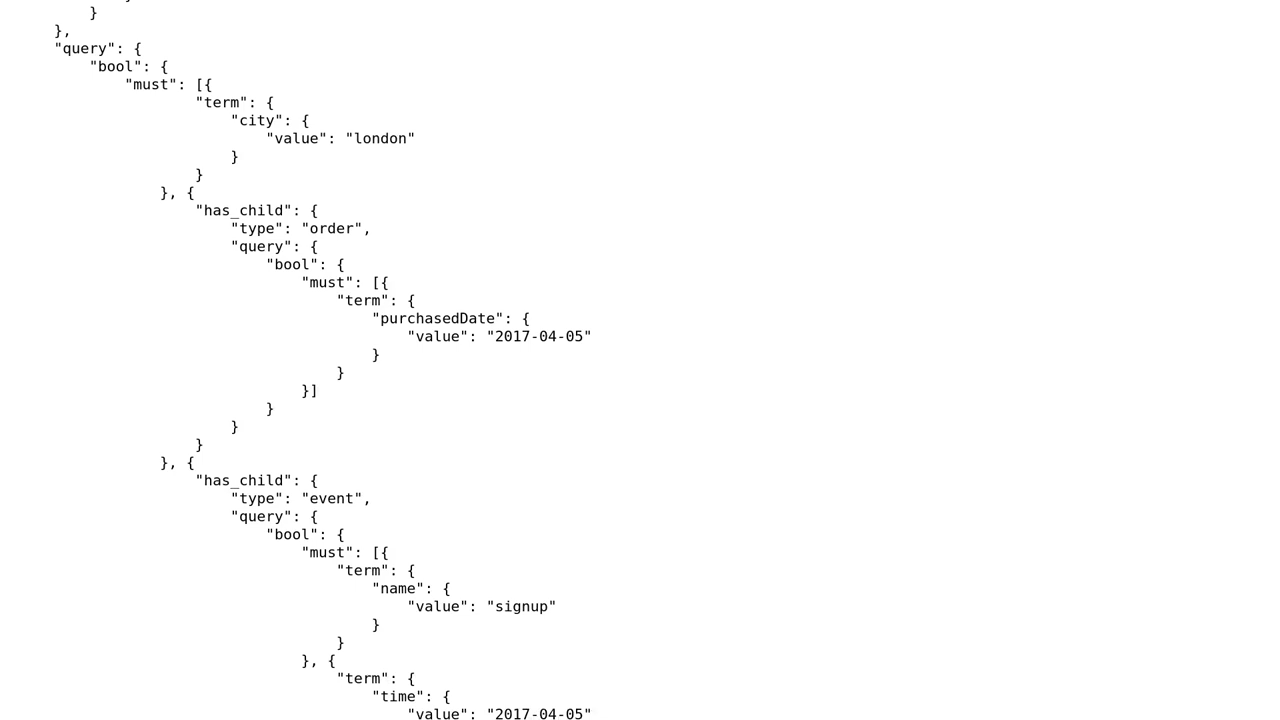 }
    },
    "query": {
        "bool": {
            "must": [{
                    "term": {
                        "city": {
                            "value": "london"
                        }
                    }
                }, {
                    "has_child": {
                        "type": "order",
                        "query": {
                            "bool": {
                                "must": [{
                                    "term": {
                                        "purchasedDate": {
                                            "value": "2017-04-05"
                                        }
                                    }
                                }]
                            }
                        }
                    }
                }, {
                    "has_child": {
                        "type": "event",
                        "query": {
                            "bool": {
                                "must": [{
                                    "term": {
                                        "name": {
                                            "value": "signup"
                                        }
                                    }
                                }, {
                                    "term": {
                                        "time": {
                                            "value": "2017-04-05"